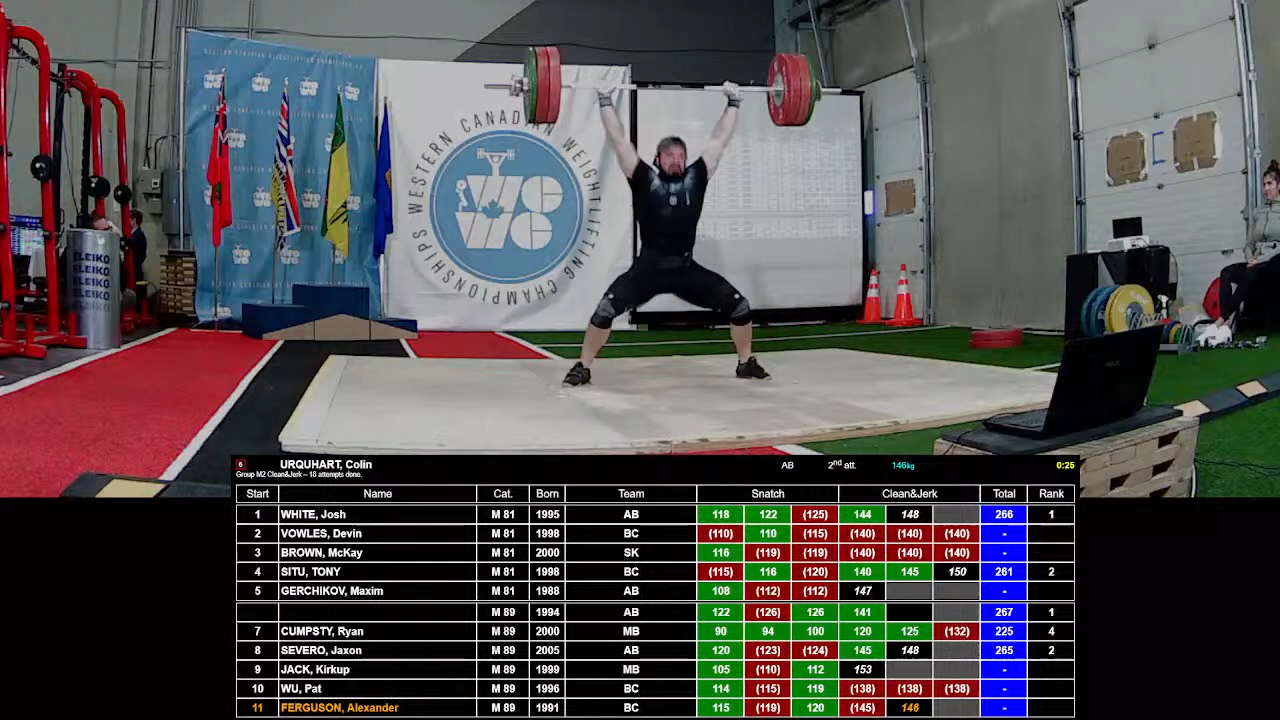 WESTERN CANADIAN WEIGHTLIFTING CHAMPIONSHIPS
WC
WC
ELEIKO
ELEIKO
ELEIKO
ELEIKO
C
6 URQUHART, Colin AB 2nd att. 146kg 0:25
Group M2 Clean&Jerk – 18 attempts done.
Start Name Cat. Born Team Snatch Clean&Jerk Total Rank
1 WHITE, Josh M 81 1995 AB 118 122 (125) 144 148 266 1
2 VOWLES, Devin M 81 1998 BC (110) 110 (115) (140) (140) (140) -
3 BROWN, McKay M 81 2000 SK 116 (119) (119) (140) (140) (140) -
4 SITU, TONY M 81 1998 BC (115) 116 (120) 140 145 150 261 2
5 GERCHIKOV, Maxim M 81 1988 AB 108 (112) (112) 147 -
M 89 1994 AB 122 (126) 126 141 267 1
7 CUMPSTY, Ryan M 89 2000 MB 90 94 100 120 125 (132) 225 4
8 SEVERO, Jaxon M 89 2005 AB 120 (123) (124) 145 148 265 2
9 JACK, Kirkup M 89 1999 MB 105 (110) 112 153 -
10 WU, Pat M 89 1996 BC 114 (115) 119 (138) (138) (138) -
11 FERGUSON, Alexander M 89 1991 BC 115 (119) 120 (145) 146 -